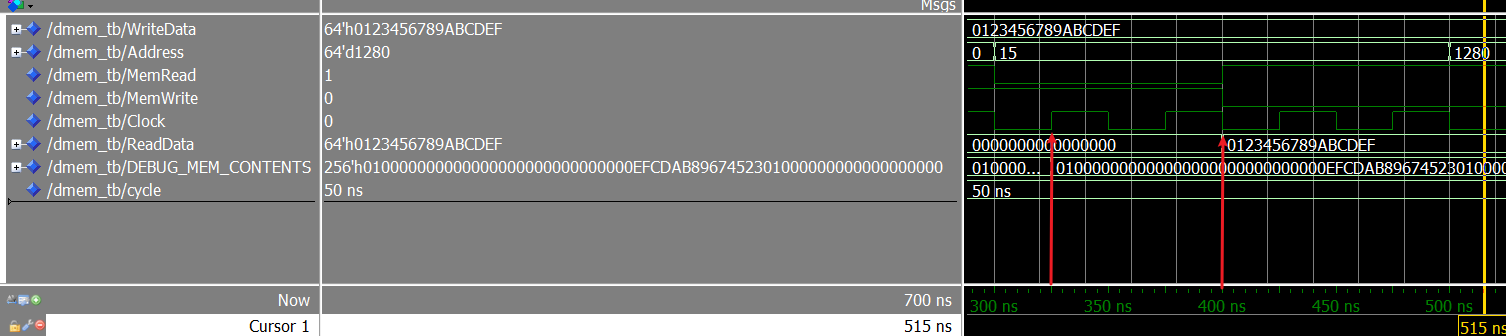 Msgs
/dmem_tb/WriteData 64'h0123456789ABCDEF 0123456789ABCDEF
/dmem_tb/Address 64'd1280 0 15 1280
/dmem_tb/MemRead 1
/dmem_tb/MemWrite 0
/dmem_tb/Clock 0
/dmem_tb/ReadData 64'h0123456789ABCDEF 0000000000000000 0123456789ABCDEF
/dmem_tb/DEBUG_MEM_CONTENTS 256'h01000000000000000000000000000000EFCDAB89674523010000000000000000 010000... 01000000000000000000000000000000EFCDAB89674523010000
/dmem_tb/cycle 50 ns 50 ns
Now 700 ns 300 ns 350 ns 400 ns 450 ns 500 ns
Cursor 1 515 ns 515 ns